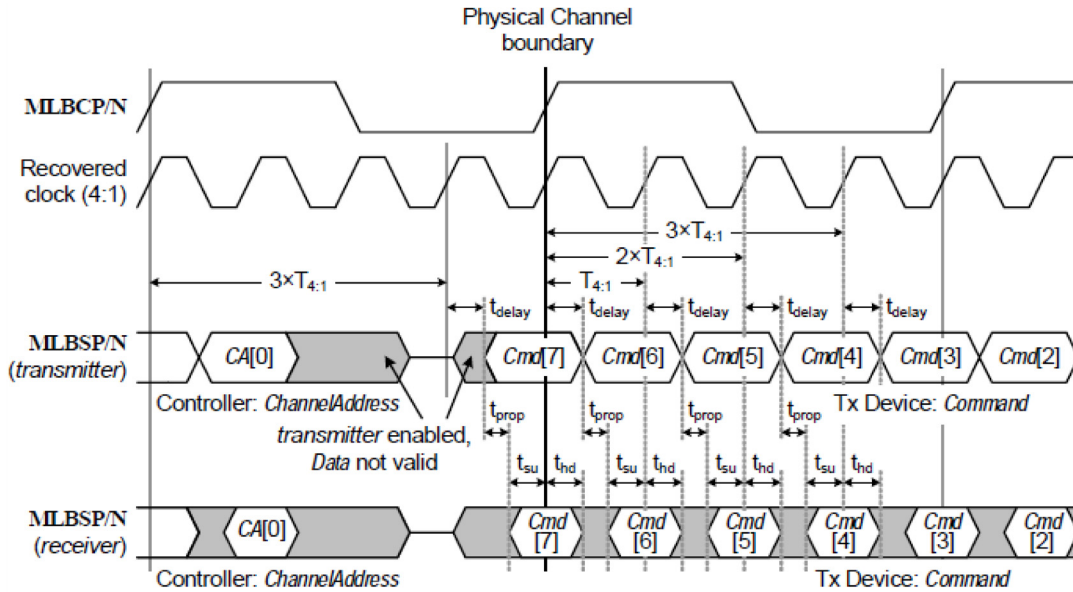 Physical Channel
boundary
MLBCP/N
Recovered
clock (4:1)
3×T4:1
2×T4:1
3×T4:1
T4:1
tdelay tdelay tdelay tdelay tdelay
MLBSP/N
(transmitter)
CA[0] Cmd[7] Cmd[6] Cmd[5] Cmd[4] Cmd[3] Cmd[2]
Controller: ChannelAddress
Tx Device: Command
transmitter enabled,
Data not valid
tprop tprop tprop tprop
tsu thd tsu thd tsu thd tsu thd
MLBSP/N
(receiver)
CA[0] Cmd [7] Cmd [6] Cmd [5] Cmd [4] Cmd [3] Cmd [2]
Controller: ChannelAddress
Tx Device: Command